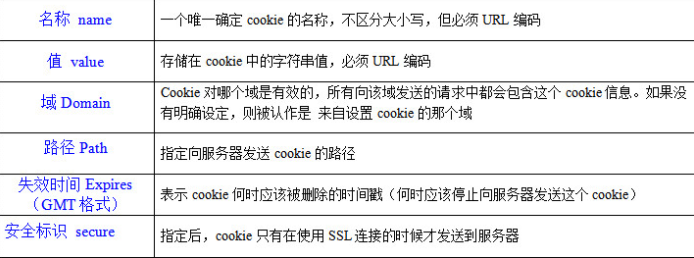 名称 name
一个唯一确定 cookie 的名称，不区分大小写，但必须 URL 编码
值 value
存储在 cookie 中的字符串值，必须 URL 编码
域 Domain
Cookie 对哪个域是有效的，所有向该域发送的请求中都会包含这个 cookie 信息。如果没
有明确设定，则被认作是 来自设置 cookie 的那个域
路径 Path
指定向服务器发送 cookie 的路径
失效时间 Expires
（GMT 格式）
表示 cookie 何时应该被删除的时间戳（何时应该停止向服务器发送这个 cookie）
安全标识 secure
指定后，cookie 只有在使用 SSL 连接的时候才发送到服务器